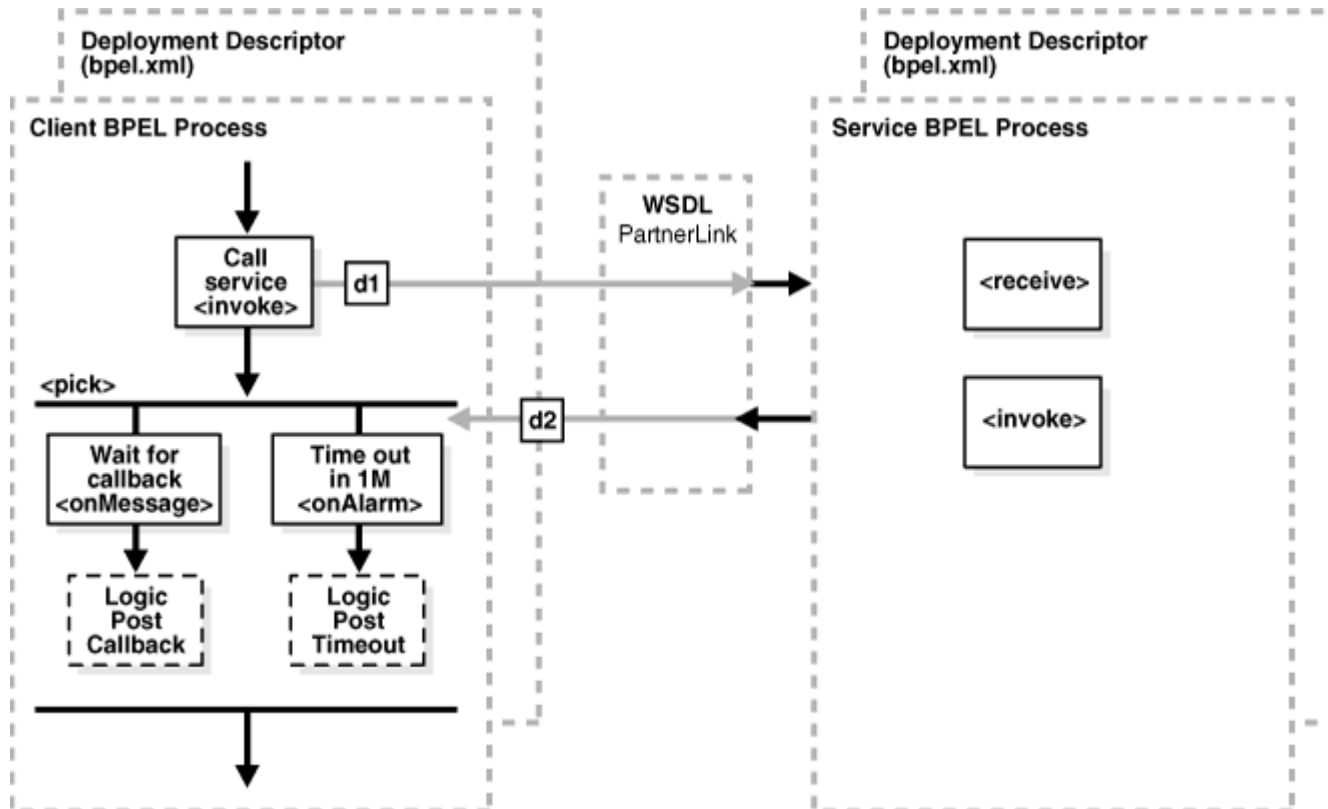 Deployment Descriptor
(bpel.xml)
Client BPEL Process
Call
service
<invoke>
d1
<pick>
Wait for
callback
<onMessage>
Time out
in 1M
<onAlarm>
Logic
Post
Callback
Logic
Post
Timeout
d2
WSDL
PartnerLink
Deployment Descriptor
(bpel.xml)
Service BPEL Process
<receive>
<invoke>